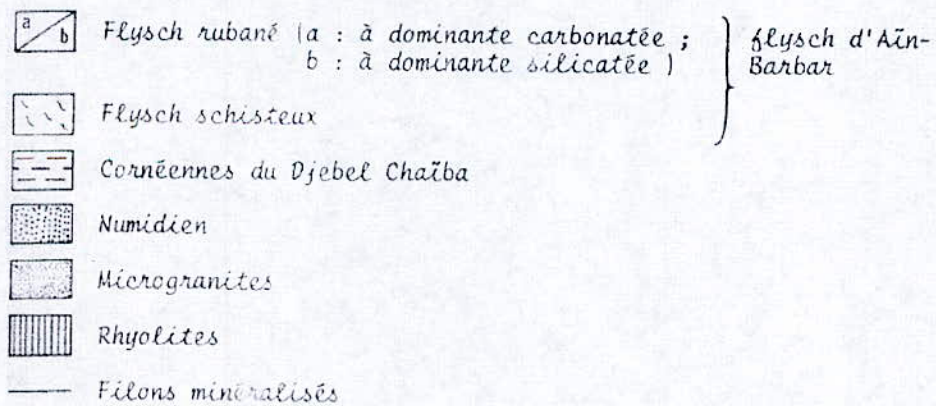 a b Flysch rubané (a : à dominante carbonatée ;
b : à dominante silicatée )
flysch d'Aïn-
Barbar
Flysch schisteux
Cornéennes du Djebel Chaïba
Numidien
Microgranites
Rhyolites
Filons minéralisés